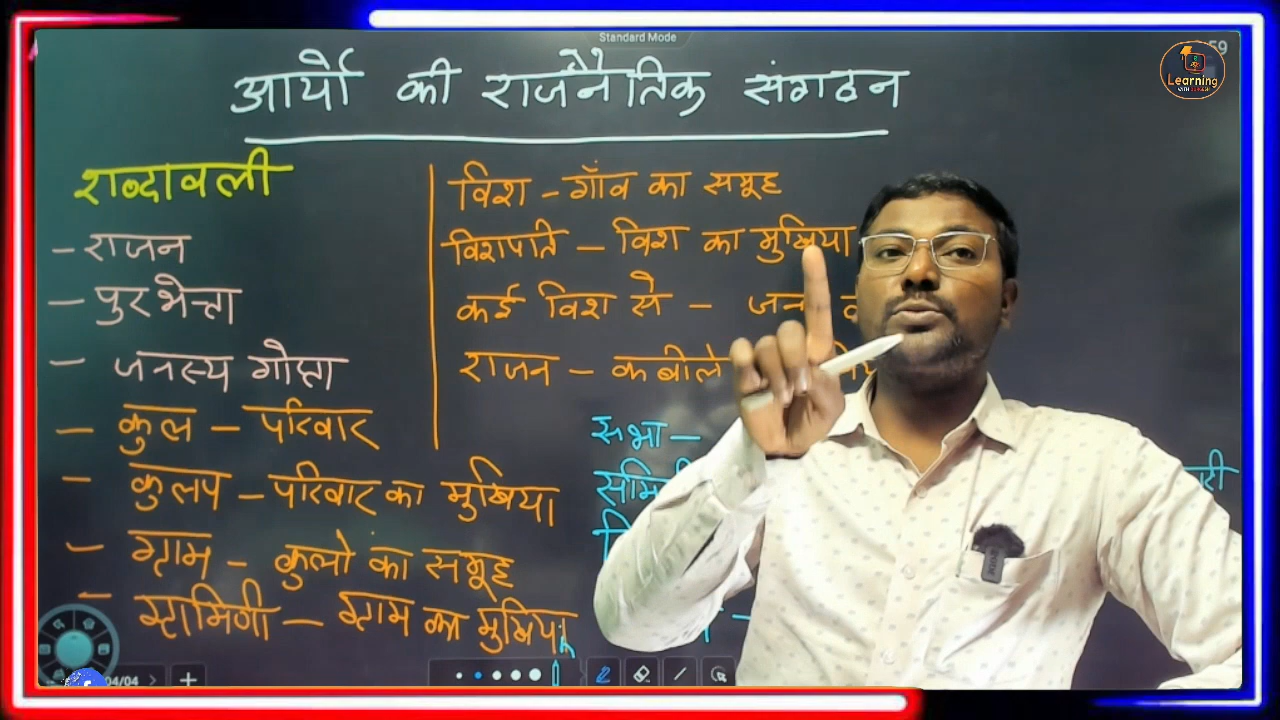 Standard Mode
59
Learning
आर्यो की राजनैतिक संगठन
शब्दावली
- राजन
- पुरभेत्ता
- जनस्य गोप्ता
- कुल - परिवार
- कुलप - परिवार का मुखिया
- ग्राम - कुलो का समूह
- ग्रामिणी - ग्राम का मुखिया
विश - गाँव का समूह
विशपति - विश का मुखिया
कई विश से - जन
राजन - कबीले
सभा -
04/04